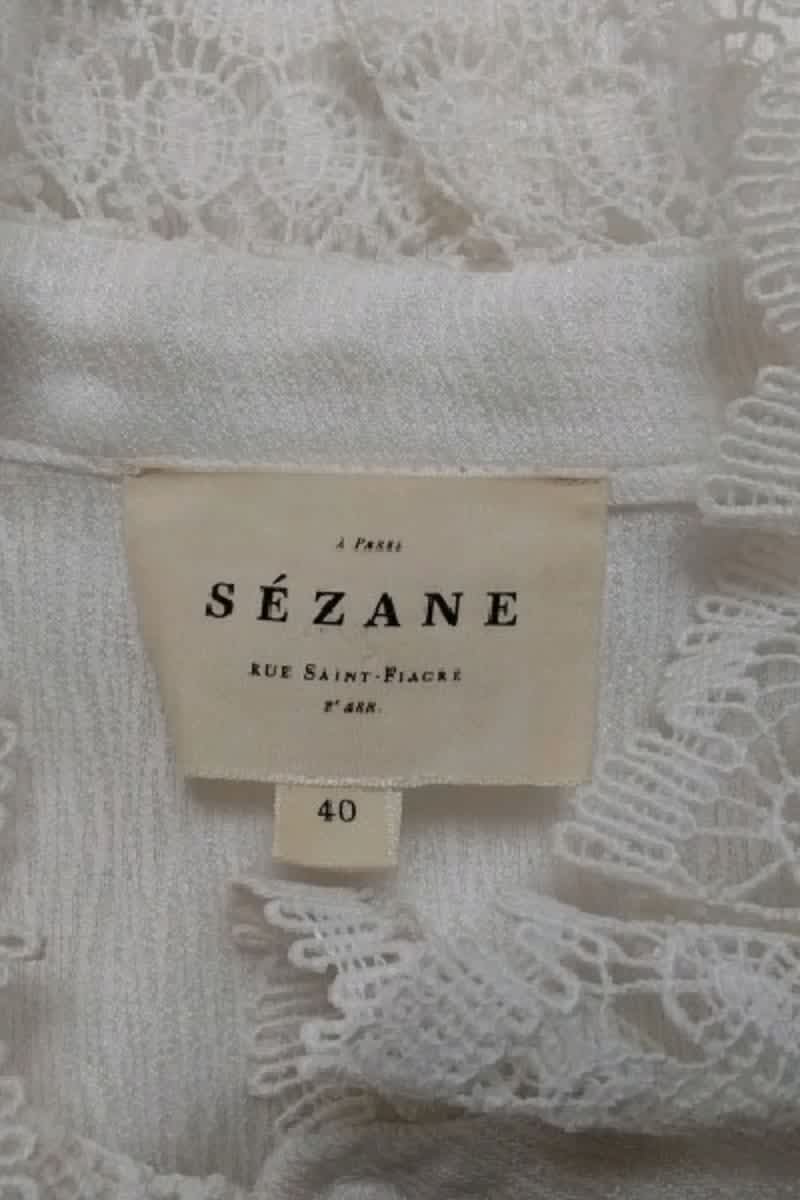 À PARIS
SÉZANE
RUE SAINT-FIACRE
2ᵉ ARR.
40